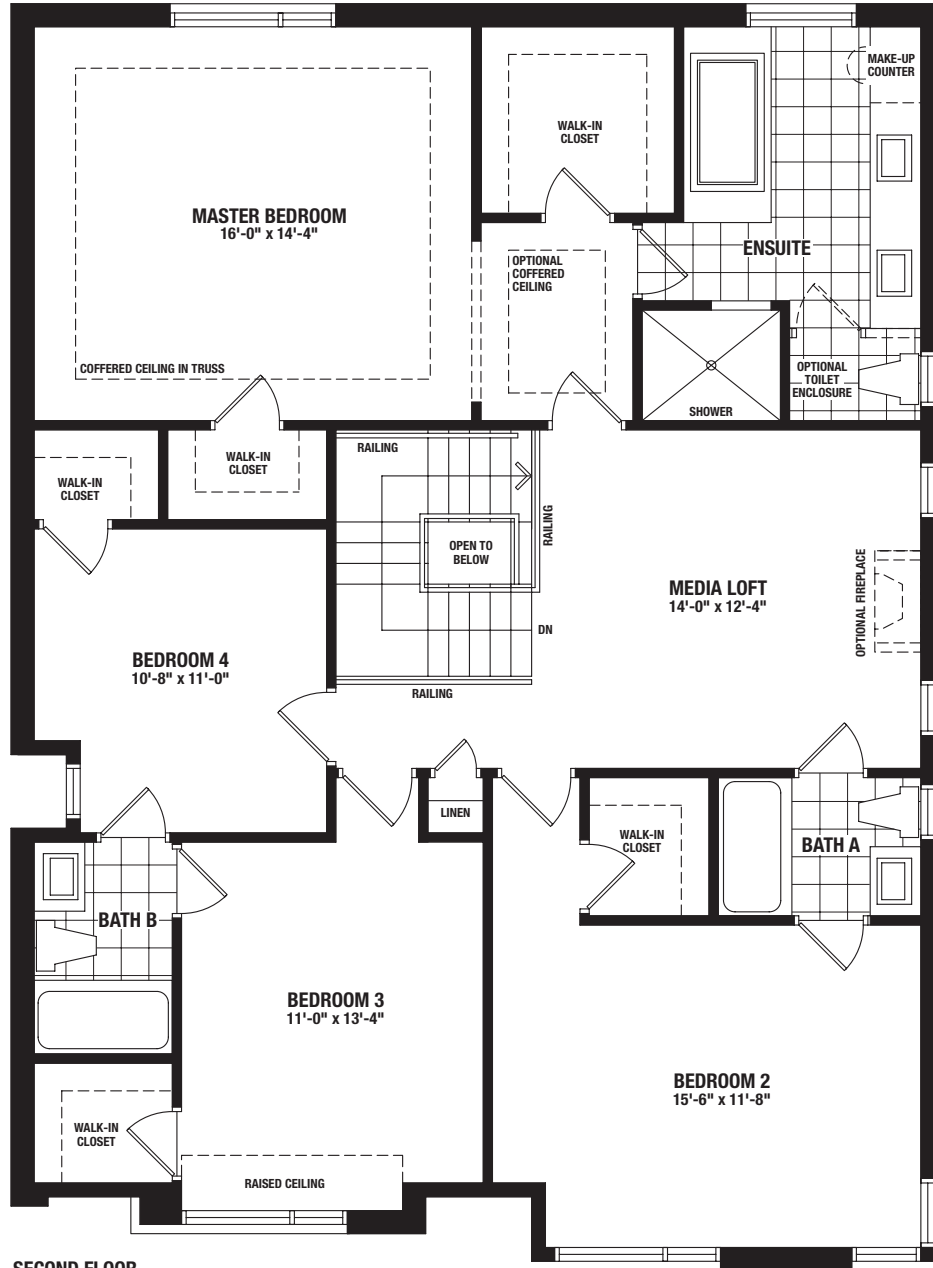 MAKE-UP
COUNTER
WALK-IN
CLOSET
MASTER BEDROOM
16'-0" x 14'-4"
ENSUITE
OPTIONAL
COFFERED
CEILING
COFFERED CEILING IN TRUSS
OPTIONAL
TOILET
ENCLOSURE
SHOWER
RAILING
WALK-IN
CLOSET
WALK-IN
CLOSET
RAILING
OPEN TO
BELOW
OPTIONAL FIREPLACE
MEDIA LOFT
14'-0" x 12'-4"
DN
BEDROOM 4
10'-8" x 11'-0"
RAILING
LINEN
WALK-IN
CLOSET
BATH A
BATH B
BEDROOM 3
11'-0" x 13'-4"
BEDROOM 2
15'-6" x 11'-8"
WALK-IN
CLOSET
RAISED CEILING
SECOND FLOOR